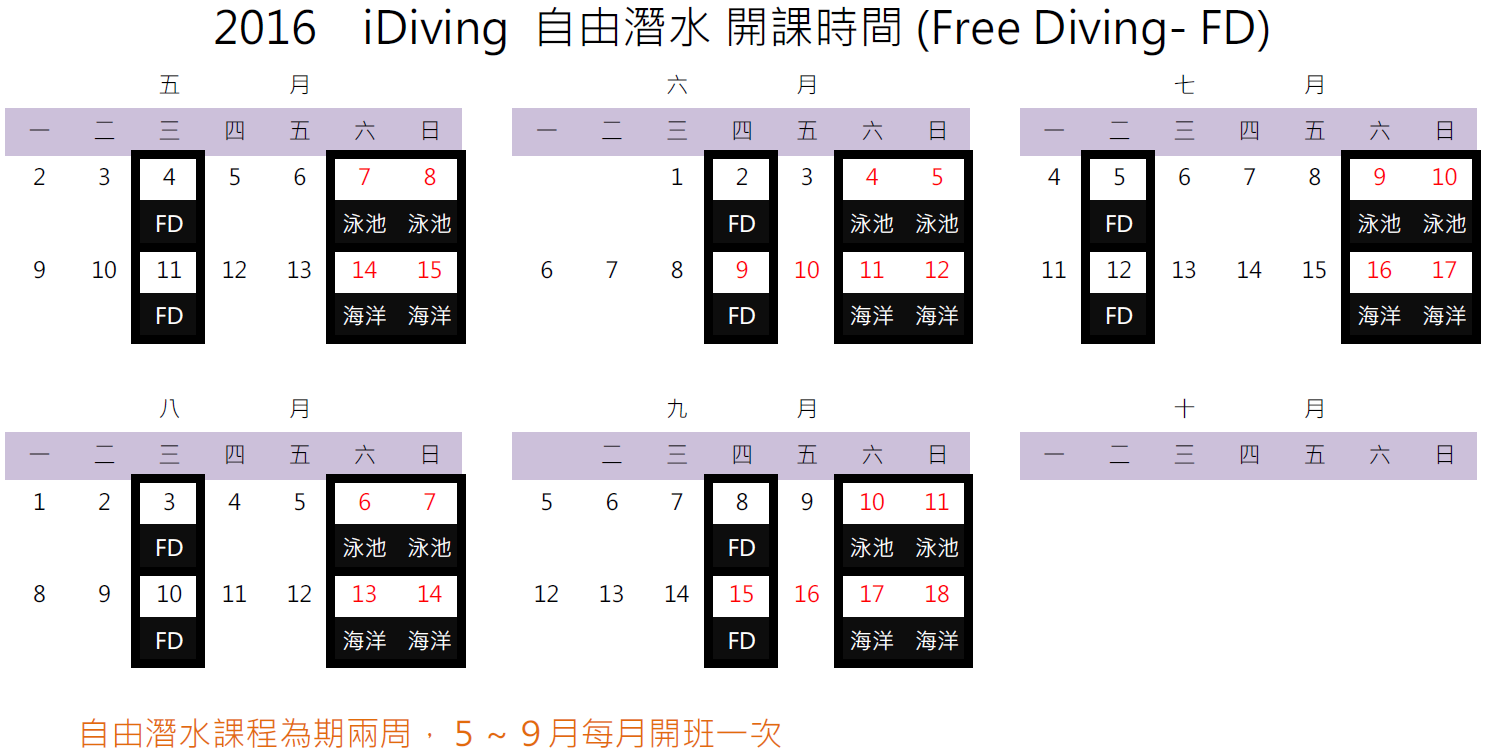 2016 iDiving 自由潛水 開課時間 (Free Diving- FD)
五 月 六 月 七 月
一 二 三 四 五 六 日 一 二 三 四 五 六 日 一 二 三 四 五 六 日
2 3 4 5 6 7 8 1 2 3 4 5 4 5 6 7 8 9 10
FD 泳池 泳池 FD 泳池 泳池 FD 泳池 泳池
9 10 11 12 13 14 15 6 7 8 9 10 11 12 11 12 13 14 15 16 17
FD 海洋 海洋 FD 海洋 海洋 FD 海洋 海洋
八 月 九 月 十 月
一 二 三 四 五 六 日 二 三 四 五 六 日 一 二 三 四 五 六 日
1 2 3 4 5 6 7 5 6 7 8 9 10 11
FD 泳池 泳池 FD 泳池 泳池
8 9 10 11 12 13 14 12 13 14 15 16 17 18
FD 海洋 海洋 FD 海洋 海洋
自由潛水課程為期兩周，5 ~ 9 月每月開班一次